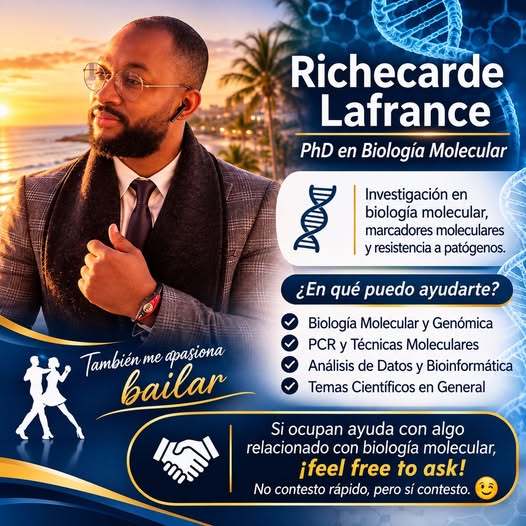 Richecarde
Lafrance
PhD en Biología Molecular
Investigación en
biología molecular,
marcadores moleculares
y resistencia a patógenos.
¿En qué puedo ayudarte?
Biología Molecular y Genómica
PCR y Técnicas Moleculares
Análisis de Datos y Bioinformática
Temas Científicos en General
También me apasiona
bailar
Si ocupan ayuda con algo
relacionado con biología molecular,
¡feel free to ask!
No contesto rápido, pero sí contesto. 😉